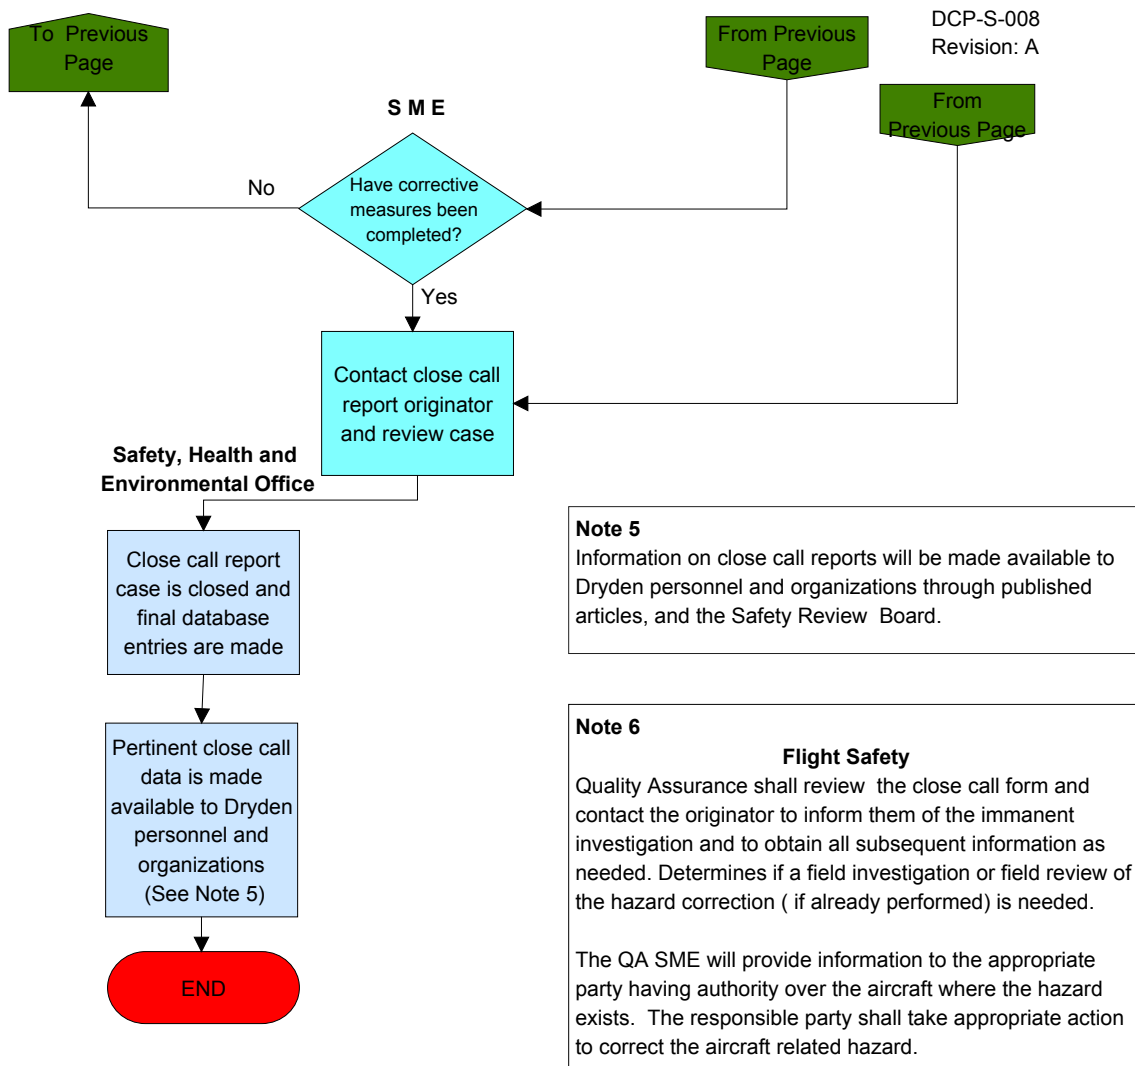 To Previous
Page
From Previous
Page
DCP-S-008
Revision: A
From
Previous Page
S M E
No
Have corrective
measures been
completed?
Yes
Contact close call
report originator
and review case
Safety, Health and
Environmental Office
Close call report
case is closed and
final database
entries are made
Pertinent close call
data is made
available to Dryden
personnel and
organizations
(See Note 5)
END
Note 5
Information on close call reports will be made available to
Dryden personnel and organizations through published
articles, and the Safety Review Board.
Note 6
Flight Safety
Quality Assurance shall review the close call form and
contact the originator to inform them of the immanent
investigation and to obtain all subsequent information as
needed. Determines if a field investigation or field review of
the hazard correction ( if already performed) is needed.
The QA SME will provide information to the appropriate
party having authority over the aircraft where the hazard
exists. The responsible party shall take appropriate action
to correct the aircraft related hazard.